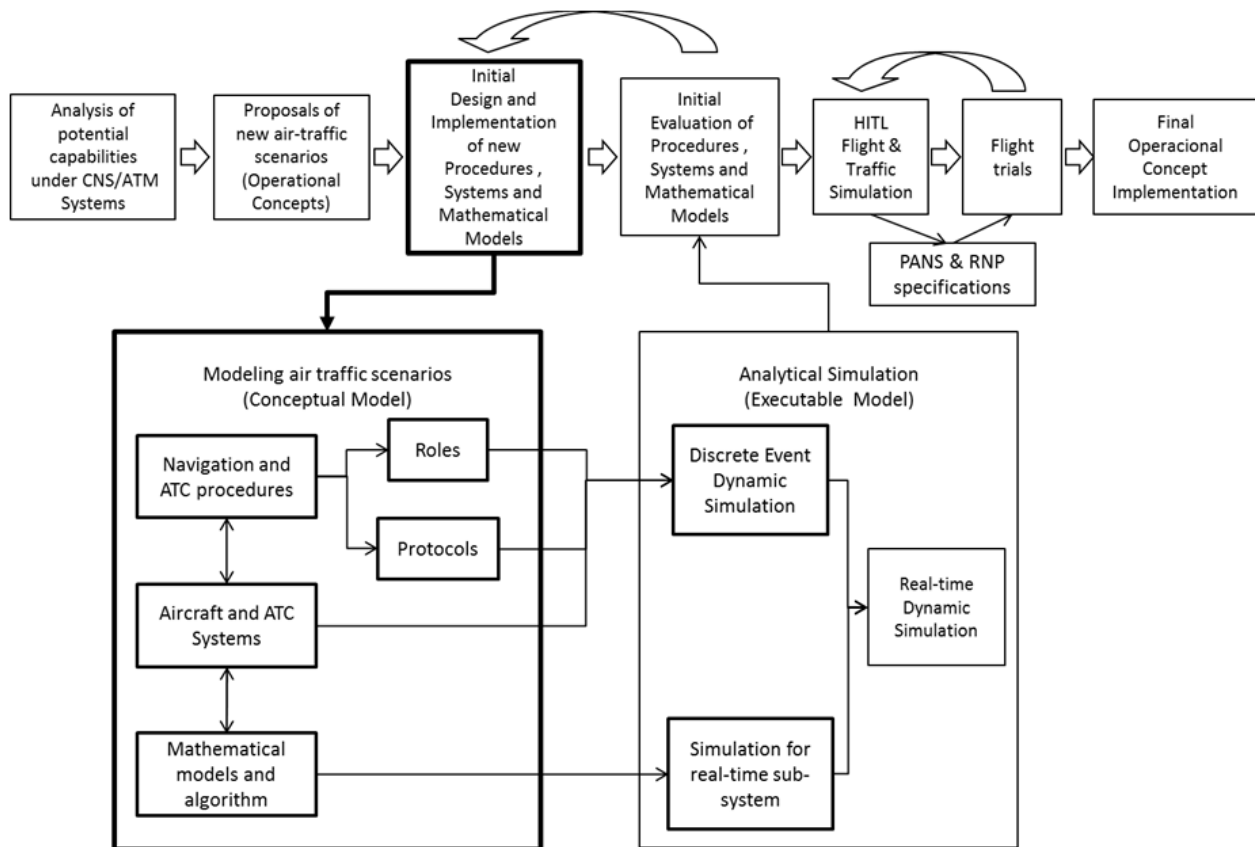 Analysis of
potential
capabilities
under CNS/ATM
Systems
Proposals of
new air-traffic
scenarios
(Operational
Concepts)
Initial
Design and
Implementation
of new
Procedures ,
Systems and
Mathematical
Models
Initial
Evaluation of
Procedures ,
Systems and
Mathematical
Models
HITL
Flight &
Traffic
Simulation
Flight
trials
Final
Operacional
Concept
Implementation
PANS & RNP
specifications
Modeling air traffic scenarios
(Conceptual Model)
Navigation and
ATC procedures
Roles
Protocols
Aircraft and ATC
Systems
Mathematical
models and
algorithm
Analytical Simulation
(Executable Model)
Discrete Event
Dynamic
Simulation
Real-time
Dynamic
Simulation
Simulation for
real-time sub-
system